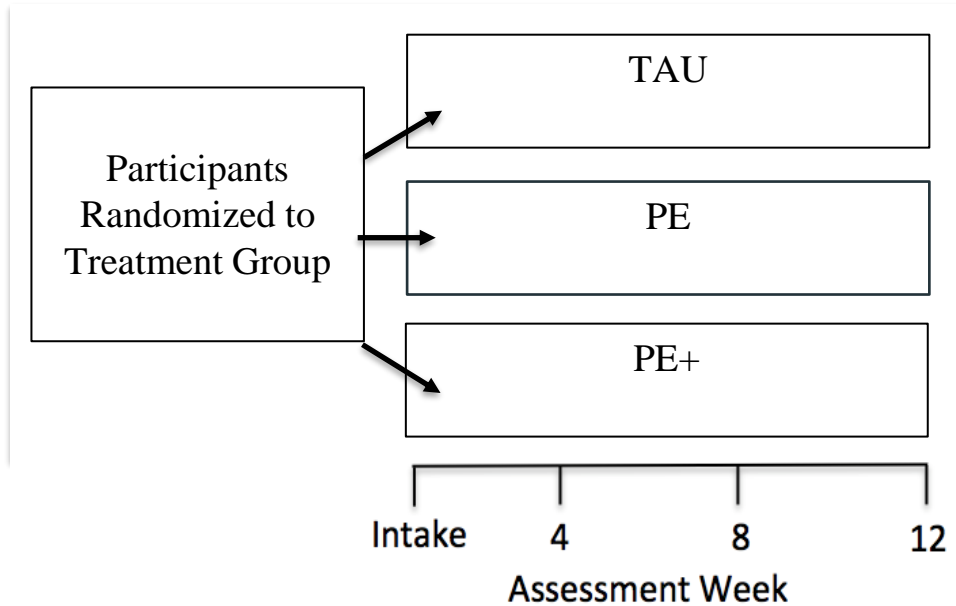 Participants
Randomized to
Treatment Group
TAU
PE
PE+
Intake 4 8 12
Assessment Week